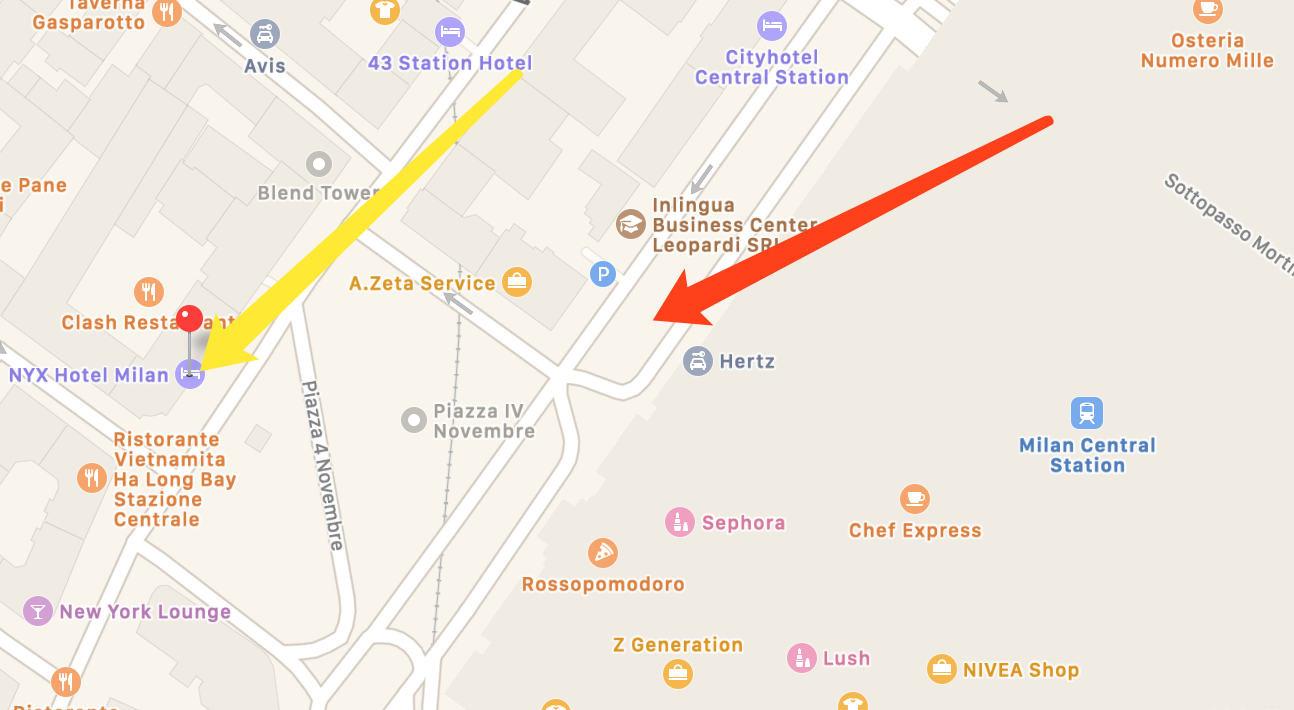 Taverna
Gasparotto
Avis
43 Station Hotel
Cityhotel
Central Station
Osteria
Numero Mille
Blend Tower
e Pane
i
Inlingua
Business Center
Leopardi SRL
Sottopasso Morti
A.Zeta Service
P
Clash Restaurant
NYX Hotel Milan
Hertz
Piazza IV
Novembre
Piazza 4 Novembre
Milan Central
Station
Ristorante
Vietnamita
Ha Long Bay
Stazione
Centrale
Sephora
Chef Express
Rossopomodoro
New York Lounge
Z Generation
Lush
NIVEA Shop
Ristorante